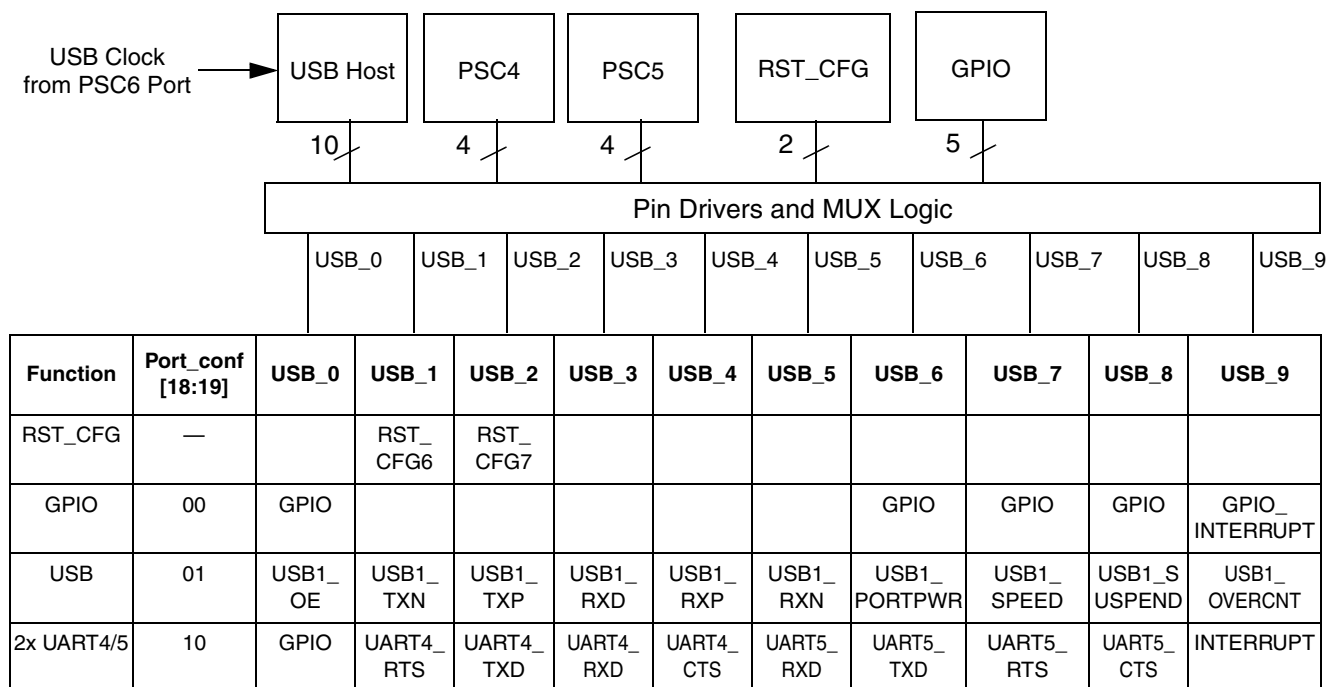 USB Clock
from PSC6 Port
USB Host
PSC4
PSC5
RST_CFG
GPIO
10
4
4
2
5
Pin Drivers and MUX Logic
USB_0 USB_1 USB_2 USB_3 USB_4 USB_5 USB_6 USB_7 USB_8 USB_9
Function Port_conf [18:19] USB_0 USB_1 USB_2 USB_3 USB_4 USB_5 USB_6 USB_7 USB_8 USB_9
RST_CFG — RST_ CFG6 RST_ CFG7
GPIO 00 GPIO GPIO GPIO GPIO GPIO_ INTERRUPT
USB 01 USB1_ OE USB1_ TXN USB1_ TXP USB1_ RXD USB1_ RXP USB1_ RXN USB1_ PORTPWR USB1_ SPEED USB1_S USPEND USB1_ OVERCNT
2x UART4/5 10 GPIO UART4_ RTS UART4_ TXD UART4_ RXD UART4_ CTS UART5_ RXD UART5_ TXD UART5_ RTS UART5_ CTS INTERRUPT